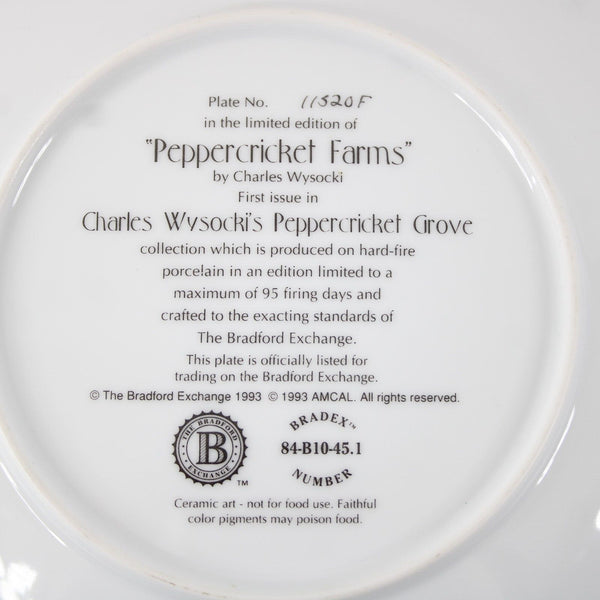 Plate No. 11520F
in the limited edition of
"Peppercricket Farms"
by Charles Wysocki
First issue in
Charles Wysocki's Peppercricket Grove
collection which is produced on hard-fire
porcelain in an edition limited to a
maximum of 95 firing days and
crafted to the exacting standards of
The Bradford Exchange.
This plate is officially listed for
trading on the Bradford Exchange.
© The Bradford Exchange 1993 © 1993 AMCAL. All rights reserved.
THE BRADFORD
B
EXCHANGE
TM
BRADEX™
84-B10-45.1
NUMBER
Ceramic art - not for food use. Faithful
color pigments may poison food.